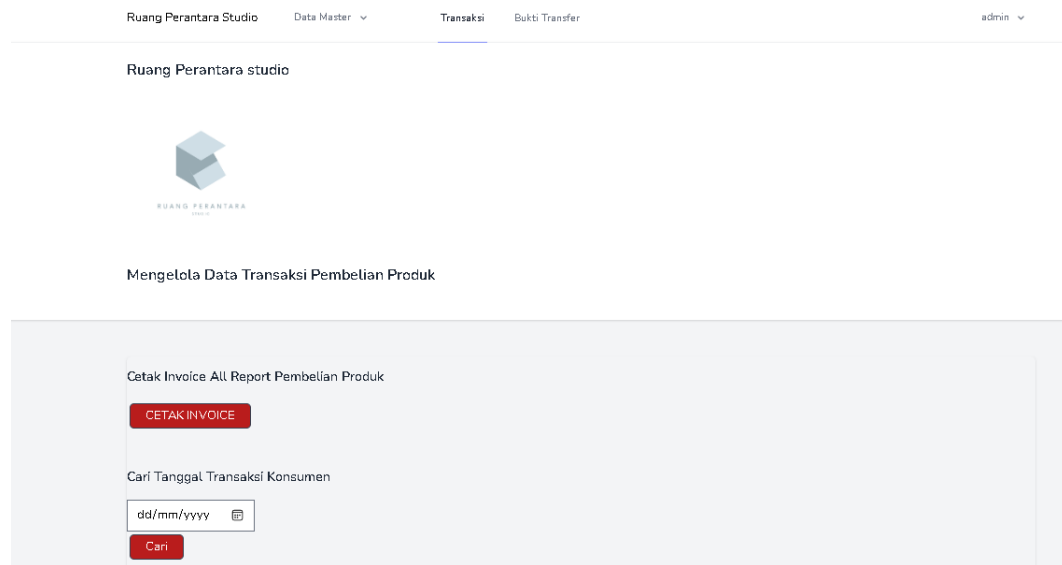 Ruang Perantara Studio
Data Master
Transaksi
Bukti Transfer
admin
Ruang Perantara studio
RUANG PERANTARA
STUDIO
Mengelola Data Transaksi Pembelian Produk
Cetak Invoice All Report Pembelian Produk
CETAK INVOICE
Cari Tanggal Transaksi Konsumen
dd/mm/yyyy
Cari